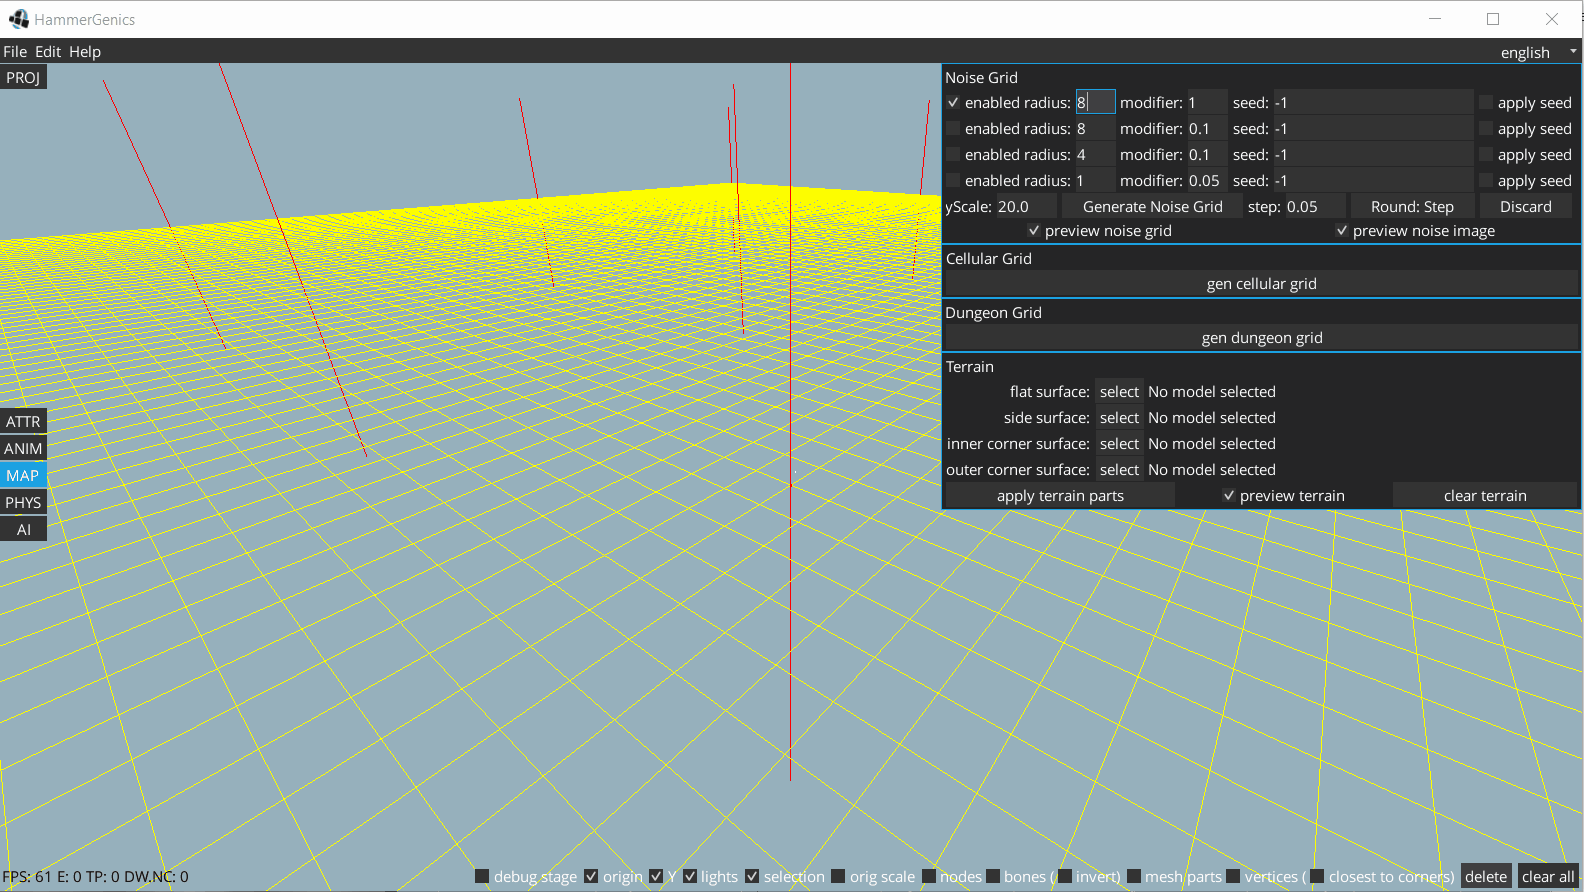 HammerGenics
File Edit Help english
PROJ
Noise Grid
enabled radius: 8 modifier: 1 seed: -1 apply seed
enabled radius: 8 modifier: 0.1 seed: -1 apply seed
enabled radius: 4 modifier: 0.1 seed: -1 apply seed
enabled radius: 1 modifier: 0.05 seed: -1 apply seed
yScale: 20.0 Generate Noise Grid step: 0.05 Round: Step Discard
preview noise grid preview noise image
Cellular Grid
gen cellular grid
Dungeon Grid
gen dungeon grid
Terrain
flat surface: select No model selected
side surface: select No model selected
inner corner surface: select No model selected
outer corner surface: select No model selected
apply terrain parts preview terrain clear terrain
ATTR
ANIM
MAP
PHYS
AI
FPS: 61 E: 0 TP: 0 DW.NC: 0 debug stage origin Y lights selection orig scale nodes bones ( invert) mesh parts vertices ( closest to corners) delete clear all